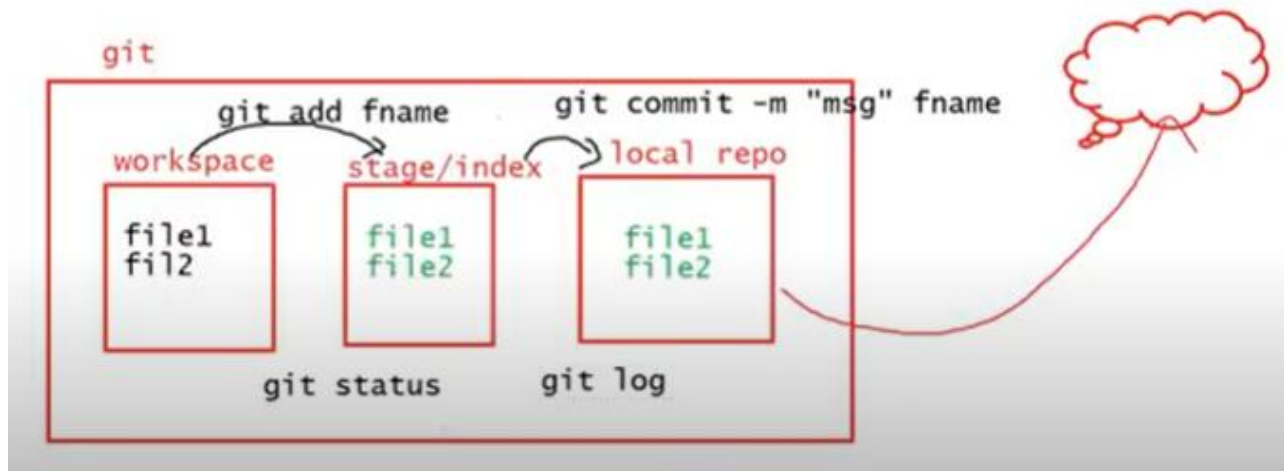 git
git add fname
git commit -m "msg" fname
workspace
stage/index
local repo
file1
fil2
file1
file2
file1
file2
git status
git log